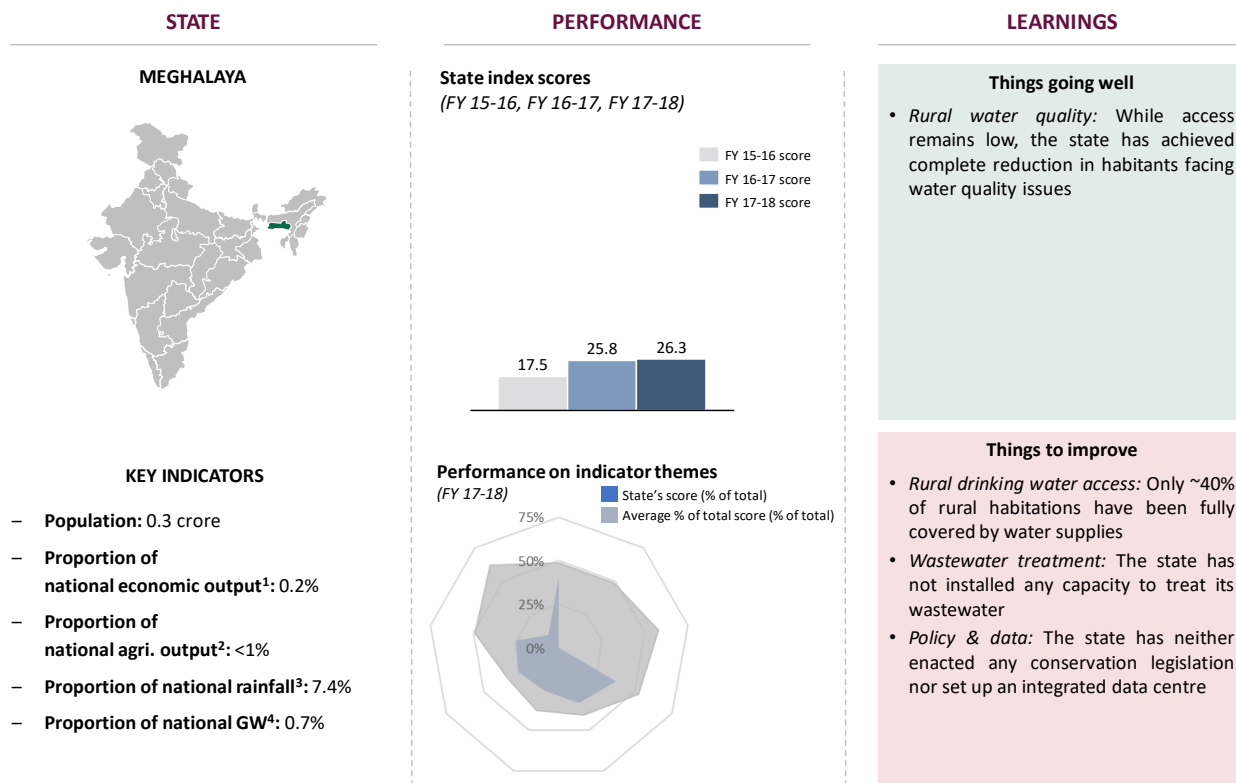 STATE
MEGHALAYA
KEY INDICATORS
– Population: 0.3 crore
– Proportion of
national economic output¹: 0.2%
– Proportion of
national agri. output²: <1%
– Proportion of national rainfall³: 7.4%
– Proportion of national GW⁴: 0.7%
PERFORMANCE
State index scores
(FY 15-16, FY 16-17, FY 17-18)
FY 15-16 score
FY 16-17 score
FY 17-18 score
17.5
25.8
26.3
Performance on indicator themes
(FY 17-18)
State's score (% of total)
Average % of total score (% of total)
75%
50%
25%
0%
LEARNINGS
Things going well
• Rural water quality: While access
remains low, the state has achieved
complete reduction in habitants facing
water quality issues
Things to improve
• Rural drinking water access: Only ~40%
of rural habitations have been fully
covered by water supplies
• Wastewater treatment: The state has
not installed any capacity to treat its
wastewater
• Policy & data: The state has neither
enacted any conservation legislation
nor set up an integrated data centre